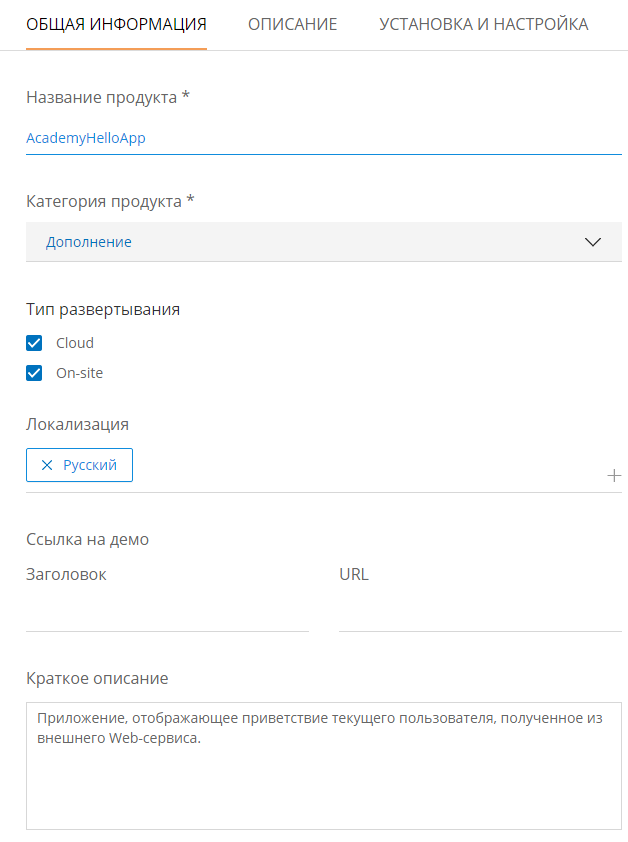 ОБЩАЯ ИНФОРМАЦИЯ ОПИСАНИЕ УСТАНОВКА И НАСТРОЙКА
Название продукта *
AcademyHelloApp
Категория продукта *
Дополнение
Тип развертывания
Cloud
On-site
Локализация
Русский
Ссылка на демо
Заголовок URL
Краткое описание
Приложение, отображающее приветствие текущего пользователя, полученное из
внешнего Web-сервиса.